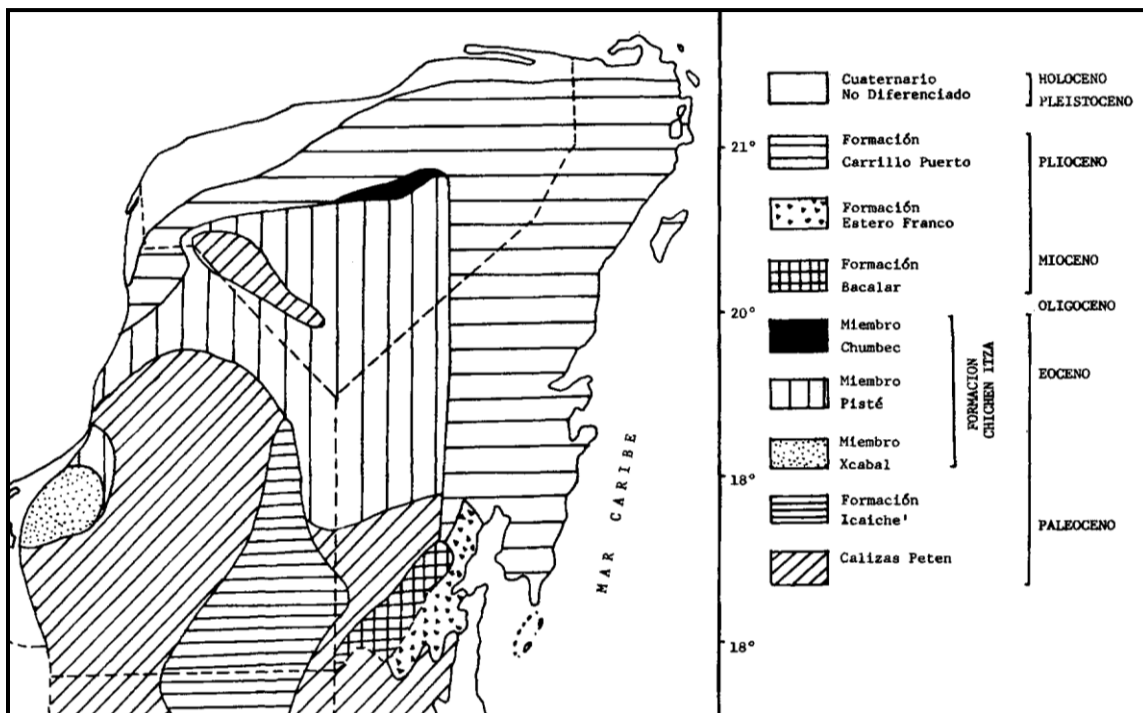 Cuaternario
No Diferenciado
HOLOCENO
PLEISTOCENO
21°
Formación
Carrillo Puerto
PLIOCENO
Formación
Estero Franco
Formación
Bacalar
MIOCENO
OLIGOCENO
20°
Miembro
Chumbec
EOCENO
Miembro
Pisté
FORMACION
CHICHEN ITZA
Miembro
Xcabal
18°
Formación
Icaiche'
PALEOCENO
Calizas Peten
18°
MAR CARIBE